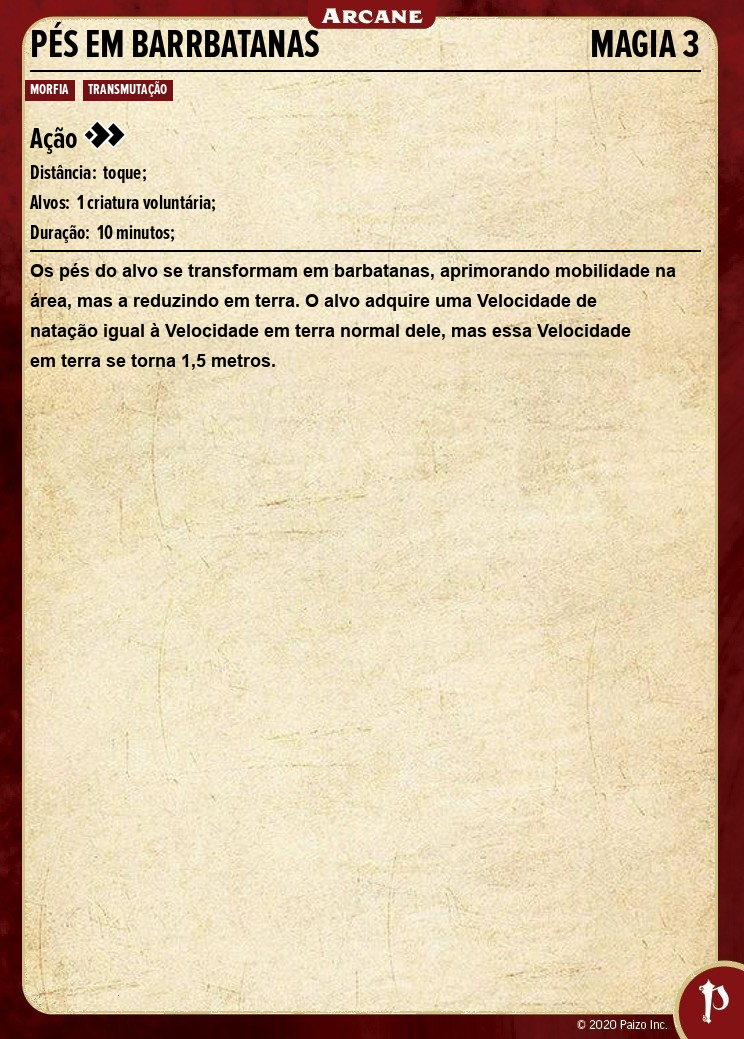 ARCANE
PÉS EM BARRBATANAS MAGIA 3
MORFIA TRANSMUTAÇÃO
Ação
Distância: toque;
Alvos: 1 criatura voluntária;
Duração: 10 minutos;
Os pés do alvo se transformam em barbatanas, aprimorando mobilidade na
área, mas a reduzindo em terra. O alvo adquire uma Velocidade de
natação igual à Velocidade em terra normal dele, mas essa Velocidade
em terra se torna 1,5 metros.
© 2020 Paizo Inc.
P